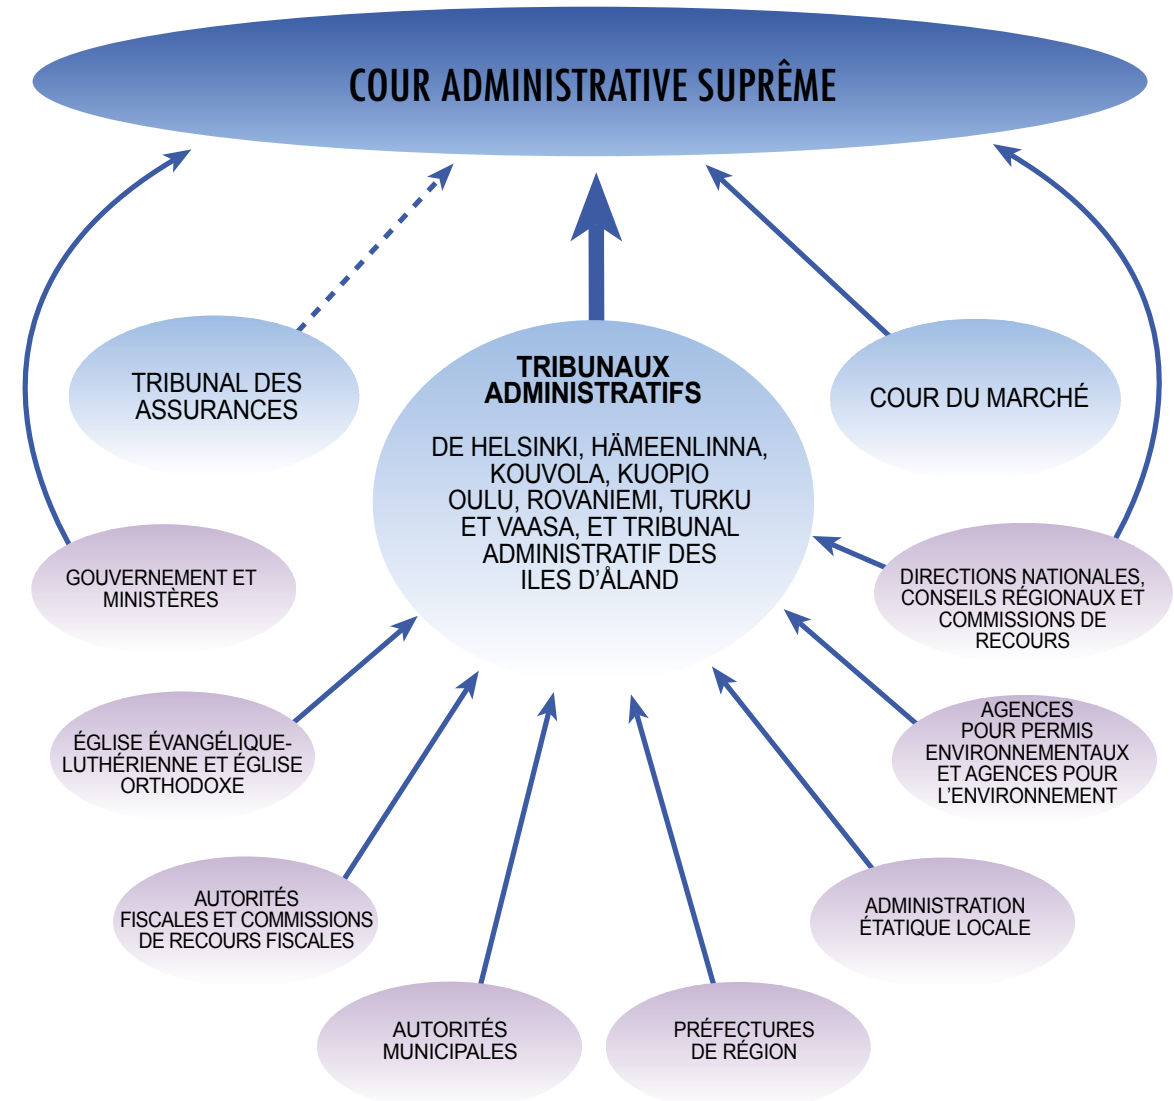 COUR ADMINISTRATIVE SUPRÊME
TRIBUNAL DES
ASSURANCES
TRIBUNAUX
ADMINISTRATIFS
DE HELSINKI, HÄMEENLINNA,
KOUVOLA, KUOPIO
OULU, ROVANIEMI, TURKU
ET VAASA, ET TRIBUNAL
ADMINISTRATIF DES
ILES D'ÅLAND
COUR DU MARCHÉ
GOUVERNEMENT ET
MINISTÈRES
DIRECTIONS NATIONALES,
CONSEILS RÉGIONAUX ET
COMMISSIONS DE
RECOURS
ÉGLISE ÉVANGÉLIQUE-
LUTHÉRIENNE ET ÉGLISE
ORTHODOXE
AGENCES
POUR PERMIS
ENVIRONNEMENTAUX
ET AGENCES POUR
L'ENVIRONNEMENT
AUTORITÉS
FISCALES ET COMMISSIONS
DE RECOURS FISCALES
ADMINISTRATION
ÉTATIQUE LOCALE
AUTORITÉS
MUNICIPALES
PRÉFECTURES
DE RÉGION